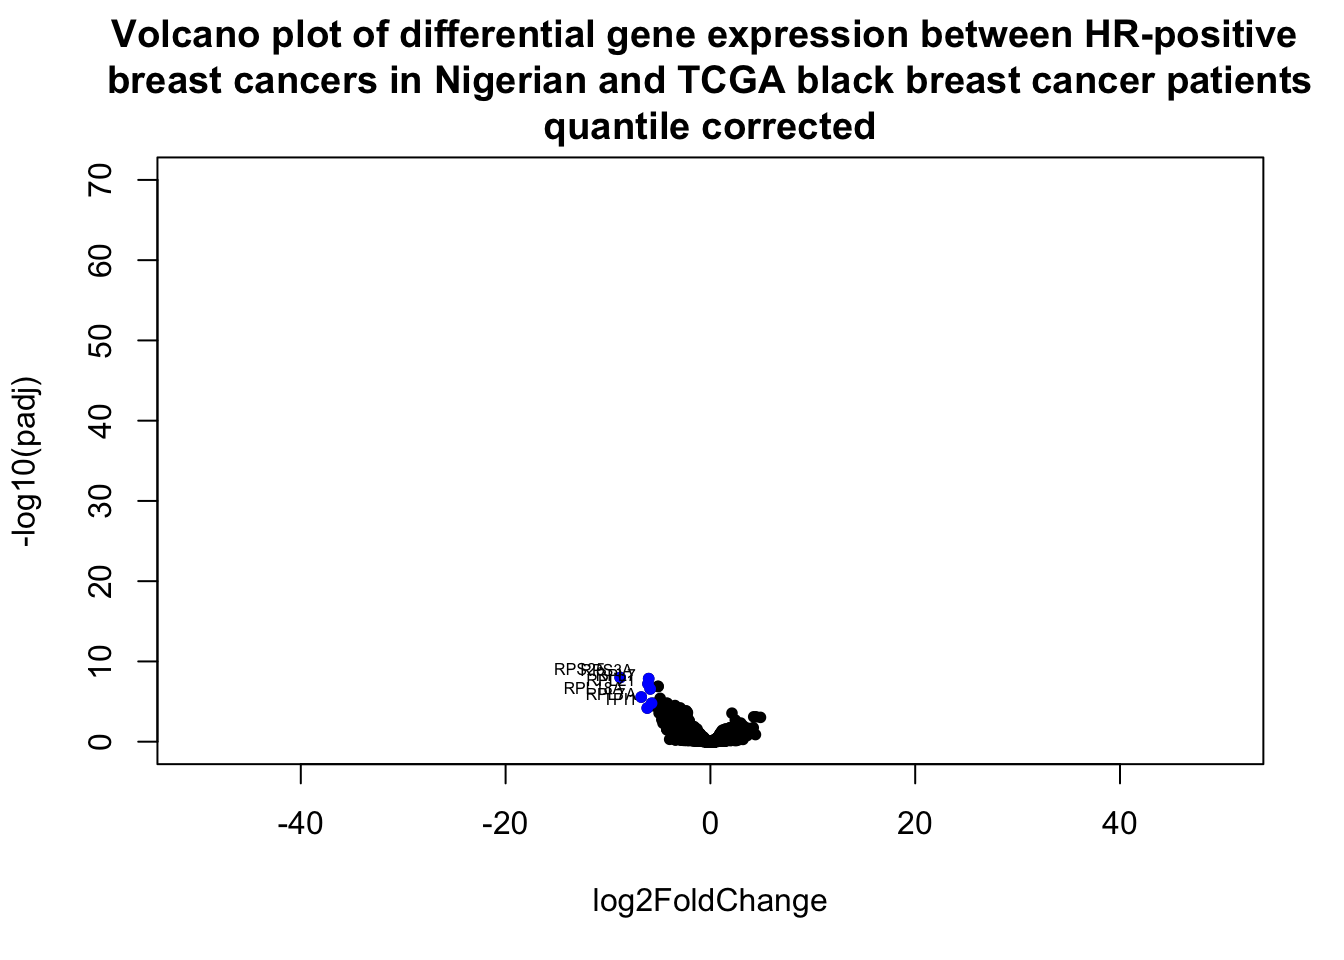 Volcano plot of differential gene expression between HR-positive
breast cancers in Nigerian and TCGA black breast cancer patients
quantile corrected
70
60
50
40
30
20
10
0
-log10(padj)
RPS3A
-40
-20
0
20
40
log2FoldChange